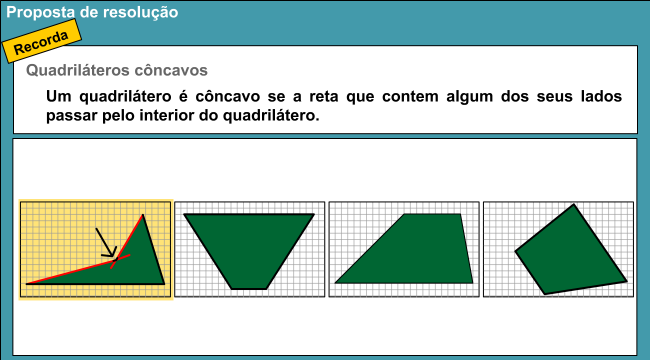 Proposta de resolução
Recorda
Quadriláteros côncavos
Um quadrilátero é côncavo se a reta que contem algum dos seus lados
passar pelo interior do quadrilátero.